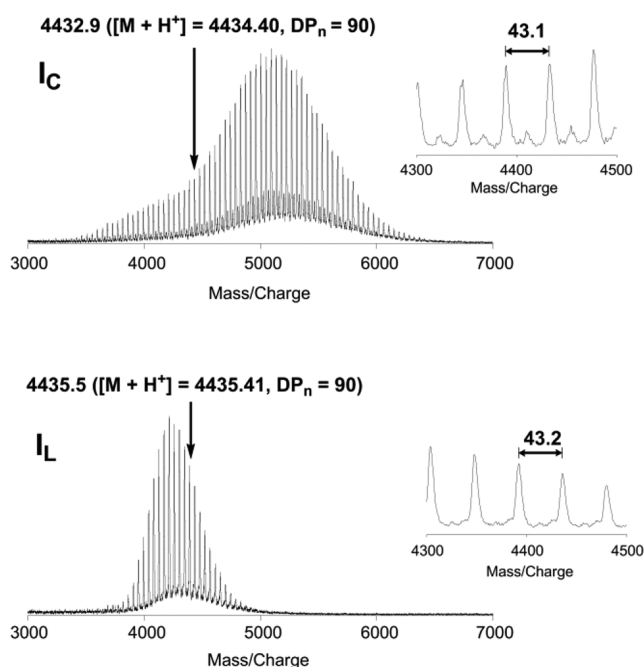 4432.9 ([M + H⁺] = 4434.40, DPₙ = 90)
I_C
43.1
4300 4400 4500
Mass/Charge
3000 4000 5000 6000 7000
Mass/Charge
4435.5 ([M + H⁺] = 4435.41, DPₙ = 90)
I_L
43.2
4300 4400 4500
Mass/Charge
3000 4000 5000 6000 7000
Mass/Charge